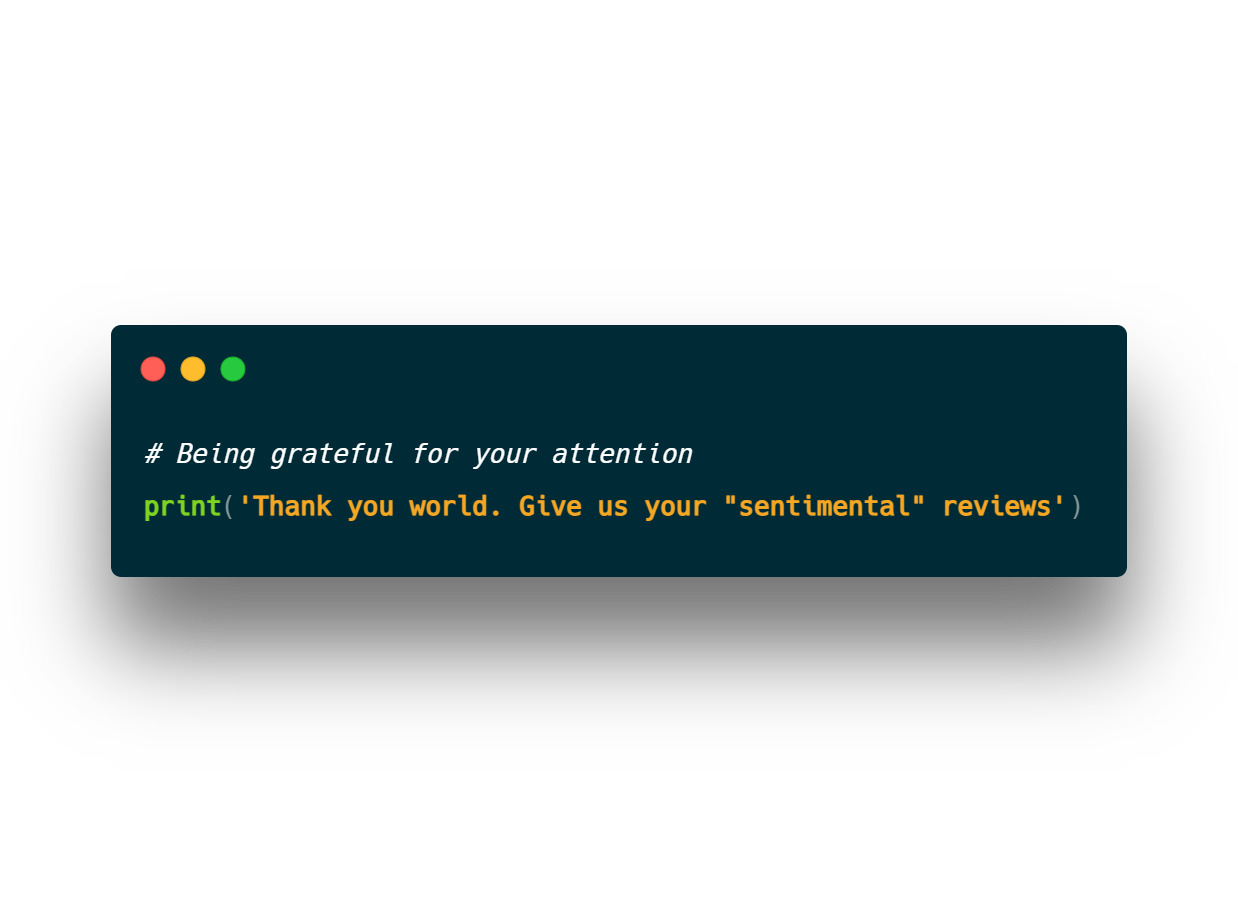 # Being grateful for your attention
print('Thank you world. Give us your "sentimental" reviews')